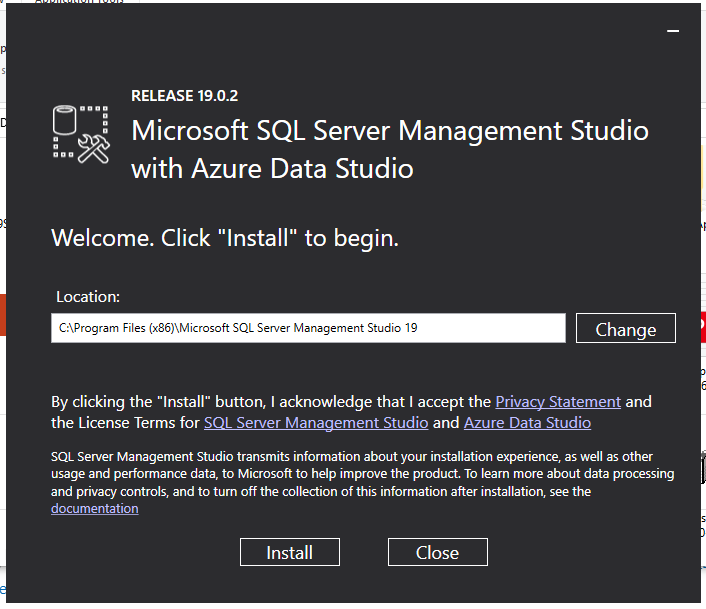 Application Tools
RELEASE 19.0.2
Microsoft SQL Server Management Studio
with Azure Data Studio
Welcome. Click "Install" to begin.
Location:
C:\Program Files (x86)\Microsoft SQL Server Management Studio 19
Change
By clicking the "Install" button, I acknowledge that I accept the Privacy Statement and
the License Terms for SQL Server Management Studio and Azure Data Studio
SQL Server Management Studio transmits information about your installation experience, as well as other
usage and performance data, to Microsoft to help improve the product. To learn more about data processing
and privacy controls, and to turn off the collection of this information after installation, see the
documentation
Install
Close